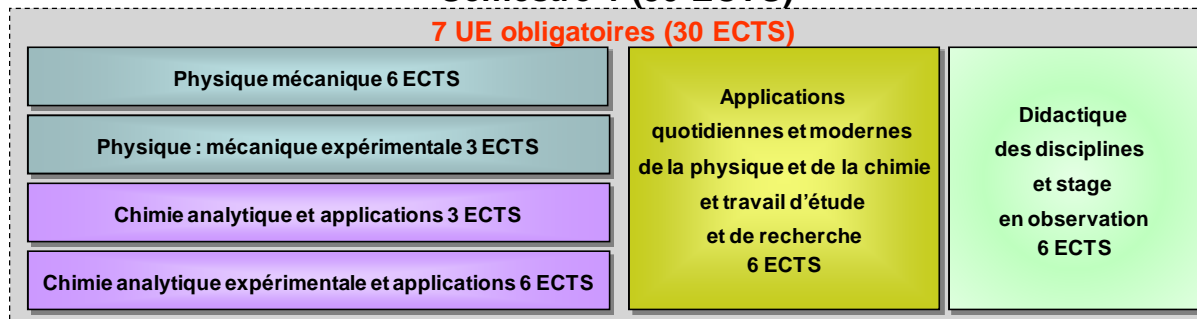 7 UE obligatoires (30 ECTS)
Physique mécanique 6 ECTS
Physique : mécanique expérimentale 3 ECTS
Chimie analytique et applications 3 ECTS
Chimie analytique expérimentale et applications 6 ECTS
Applications
quotidiennes et modernes
de la physique et de la chimie
et travail d'étude
et de recherche
6 ECTS
Didactique
des disciplines
et stage
en observation
6 ECTS